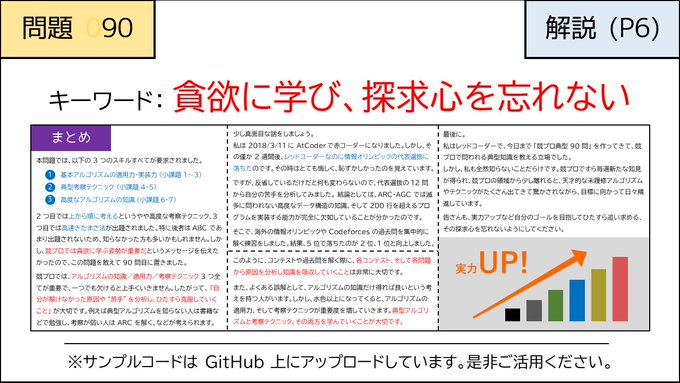 問題 090
解説 (P6)
キーワード: 貪欲に学び、探求心を忘れない
まとめ
本問題では、以下の 3 つのスキルすべてが要求されました。
1 基本アルゴリズムの適用力・実装力 (小課題 1~3)
2 典型考察テクニック (小課題 4・5)
3 高度なアルゴリズムの知識 (小課題 6・7)
2 つ目では上から順に考えるというやや高度な考察テクニック、3
つ目では高速きたまさ法が出題されました。特に後者は ABC であ
まり出題されないため、知らなかった方も多いかもしれません。しか
し、競プロでは貪欲に学ぶ姿勢が重要だというメッセージを伝えた
かったので、この問題を敢えて 90 問目に置きました。
競プロでは、アルゴリズムの知識／適用力／考察テクニック 3 つ全
てが重要で、一つでも欠けると上手くいきません。したがって、「自
分が解けなかった原因や "苦手" を分析し、ひたすら克服していく
こと」が大切です。例えば典型アルゴリズムを知らない人は書籍な
どで勉強し、考察が弱い人は ARC を解く、などが考えられます。
少し真面目な話をしましょう。
私は 2018/3/11 に AtCoder で赤コーダーになりました。しかし、そ
の僅か 2 週間後、レッドコーダーなのに情報オリンピックの代表選抜に
落ちたのです。その時はとても悔しく、恥ずかしかったのを覚えています。
ですが、反省しているだけだと何も変わらないので、代表選抜の 12 問
から自分の苦手を分析してみました。結論としては、ARC・AGC では滅
多に問われない高度なデータ構造の知識、そして 200 行を超えるプロ
グラムを実装する能力が完全に欠如していることが分かったのです。
そこで、海外の情報オリンピックや Codeforces の過去問を集中的に
解く練習をしました。結果、5 位で落ちたのが 2 位、1 位と向上しました。
このように、コンテストや過去問を解く際に、各コンテスト、そして各問題
から原因を分析し知識を吸収していくことは非常に大切です。
また、よくある誤解として、アルゴリズムの知識だけ得れば良いという考
えを持つ人がいます。しかし、水色以上になってくると、アルゴリズムの
適用力、そして考察テクニックが重要度を増していきます。典型アルゴリ
ズムと考察テクニック、その両方を学んでいくことが大切です。
最後に。
私はレッドコーダーで、今日まで「競プロ典型 90 問」を作ってきて、競
プロで問われる典型知識を教える立場でした。
しかし、私も全然知らないことだらけです。競プロですら毎週新たな知見
が得られ、競プロの領域から少し離れると、天才的な未履修アルゴリズム
やテクニックがたくさん出てきて驚かされながら、目標に向かって日々精
進しています。
皆さんも、実力アップなど自分のゴールを目指してひたすら追い求める、
その探求心を忘れないようにしてください。
実力UP!
※サンプルコードは GitHub 上にアップロードしています。是非ご活用ください。